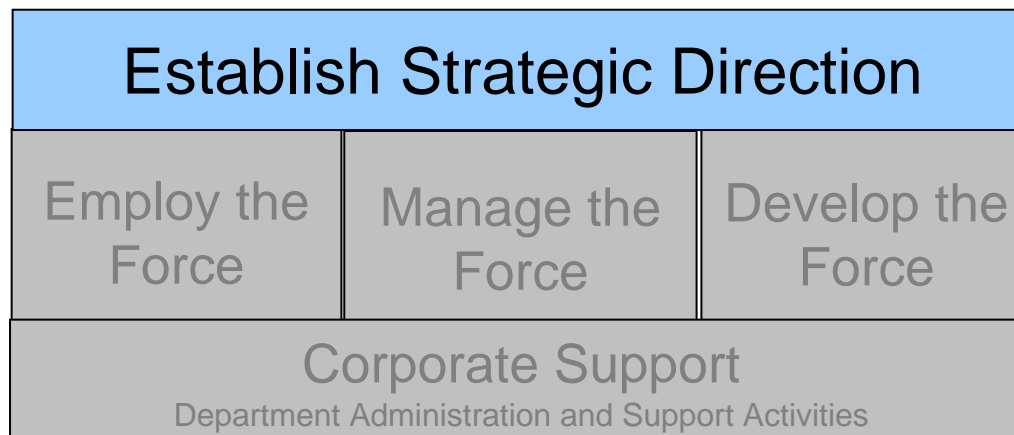 Establish Strategic Direction
Employ the
Force
Manage the
Force
Develop the
Force
Corporate Support
Department Administration and Support Activities